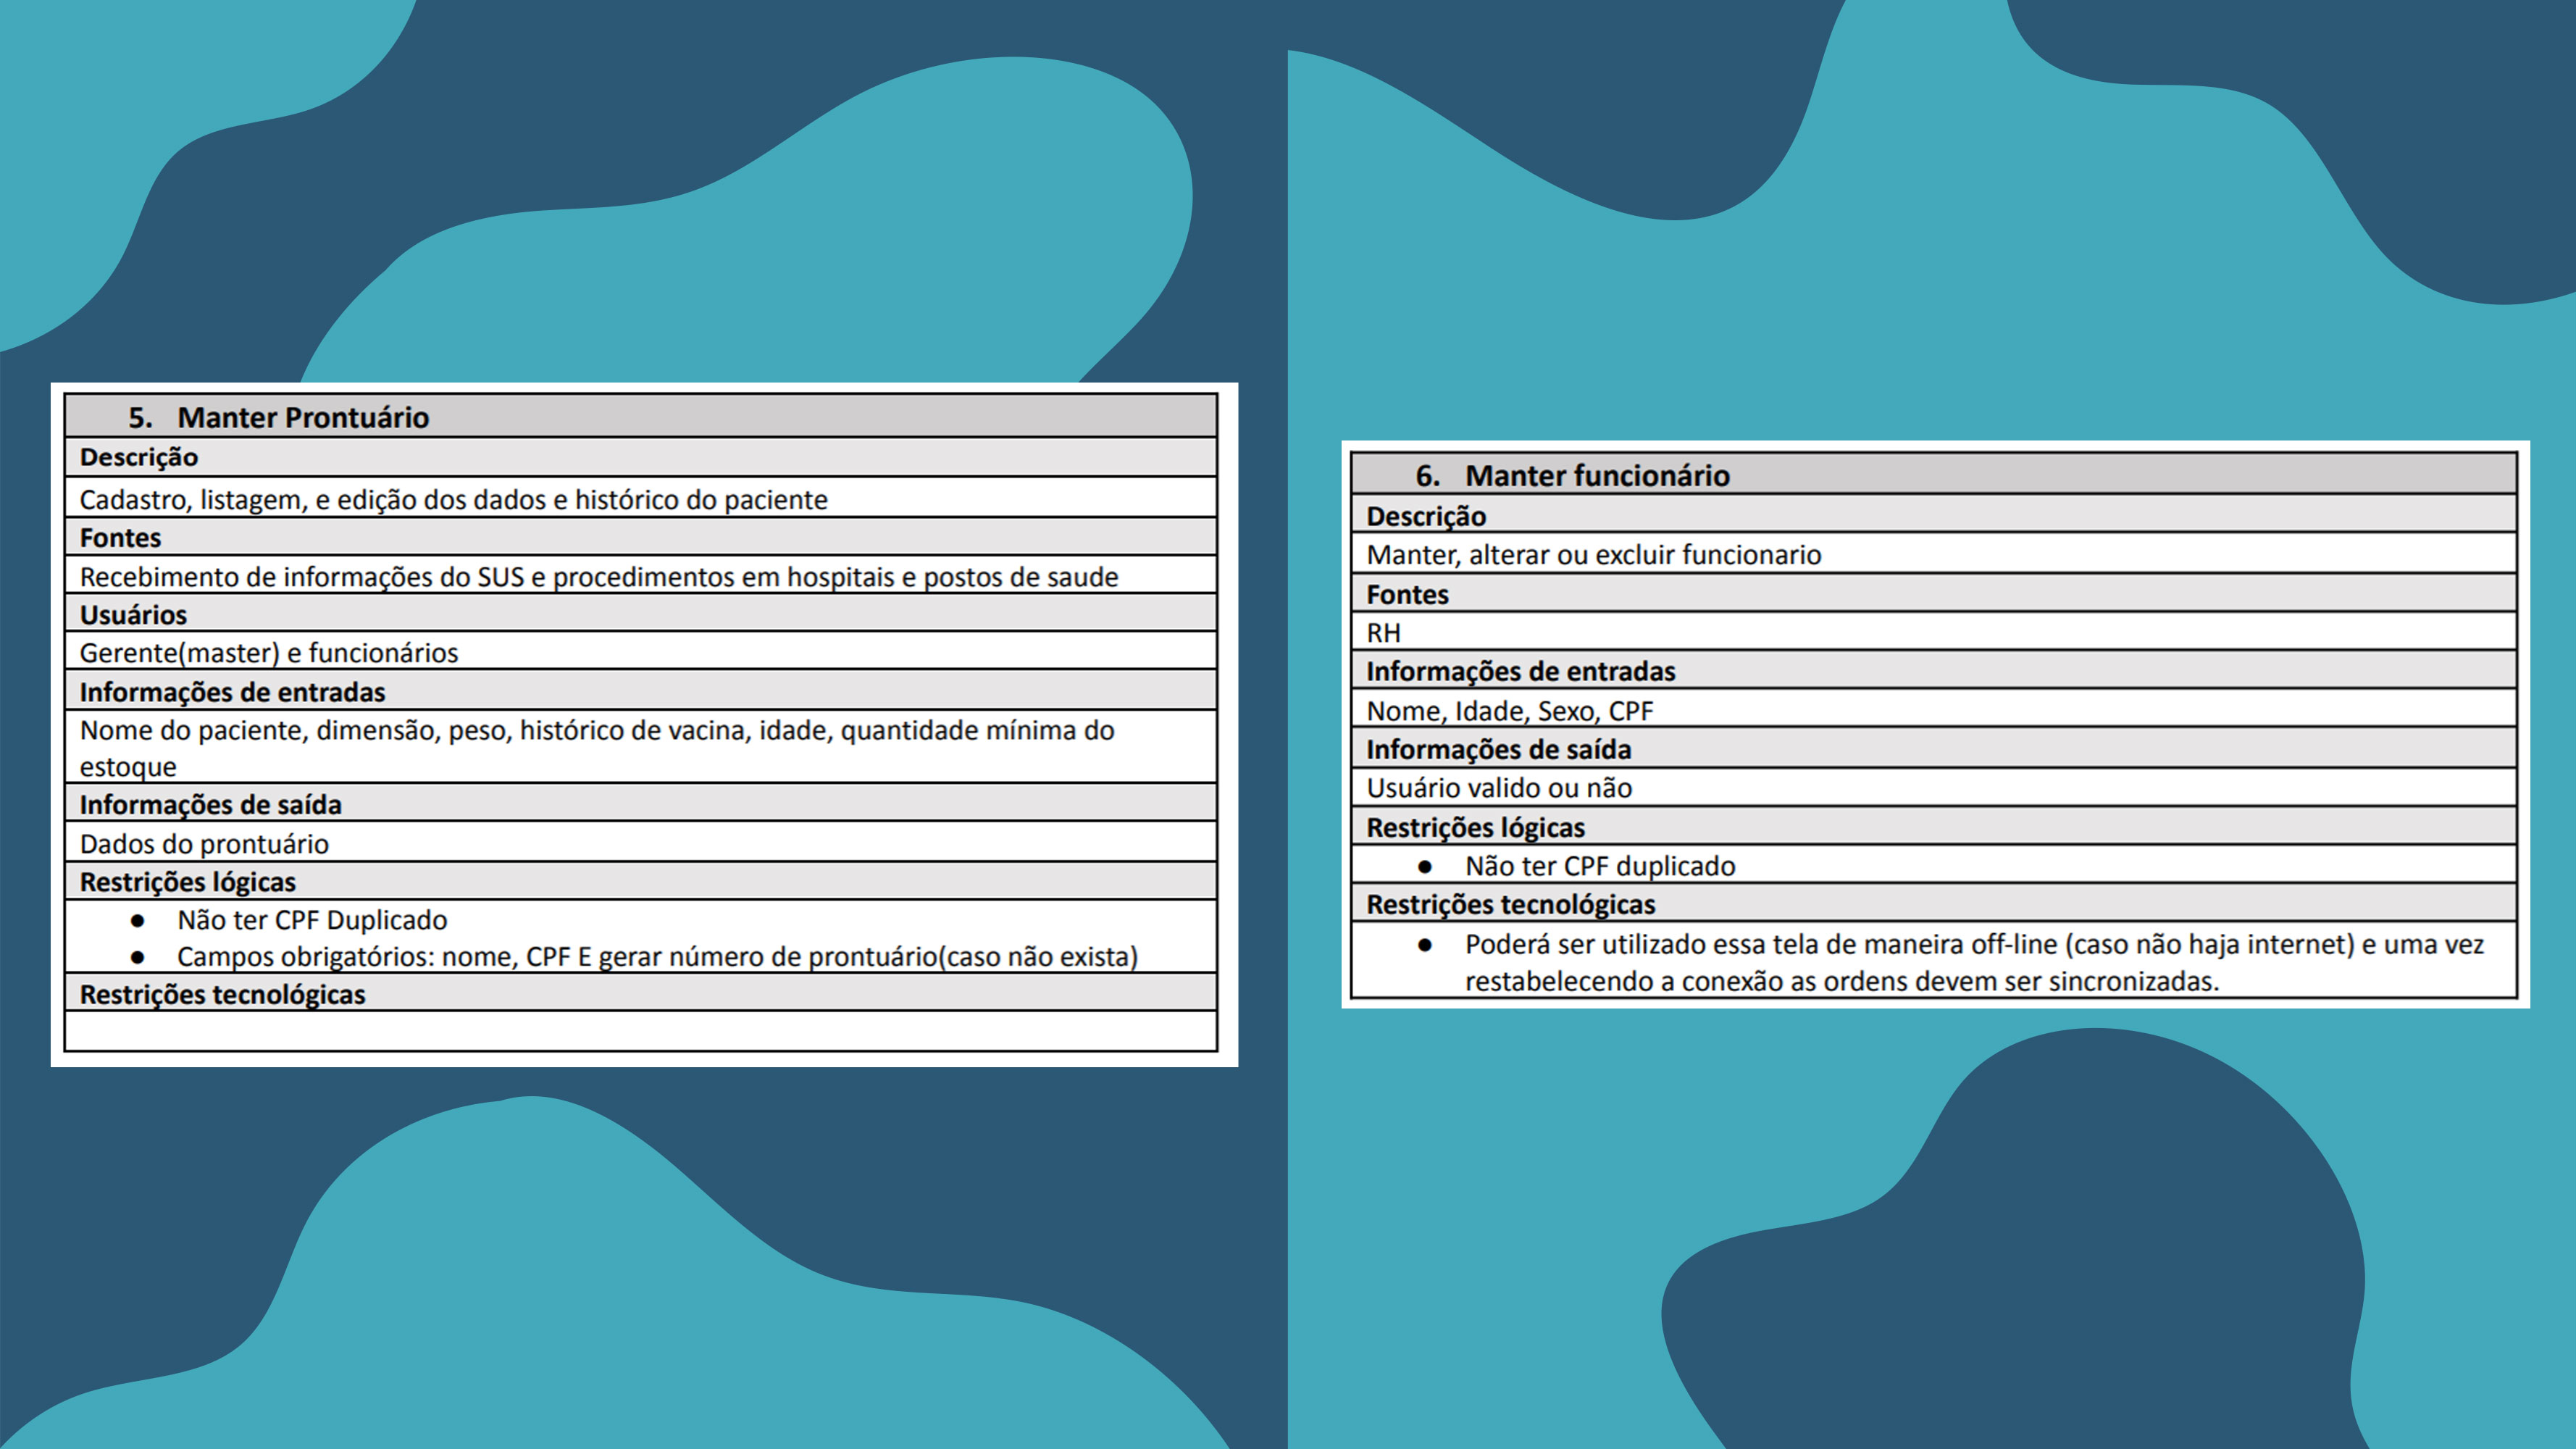 5. Manter Prontuário
Descrição
Cadastro, listagem, e edição dos dados e histórico do paciente
Fontes
Recebimento de informações do SUS e procedimentos em hospitais e postos de saude
Usuários
Gerente(master) e funcionários
Informações de entradas
Nome do paciente, dimensão, peso, histórico de vacina, idade, quantidade mínima do
estoque
Informações de saída
Dados do prontuário
Restrições lógicas
● Não ter CPF Duplicado
● Campos obrigatórios: nome, CPF E gerar número de prontuário(caso não exista)
Restrições tecnológicas
6. Manter funcionário
Descrição
Manter, alterar ou excluir funcionario
Fontes
RH
Informações de entradas
Nome, Idade, Sexo, CPF
Informações de saída
Usuário valido ou não
Restrições lógicas
● Não ter CPF duplicado
Restrições tecnológicas
● Poderá ser utilizado essa tela de maneira off-line (caso não haja internet) e uma vez
restabelecendo a conexão as ordens devem ser sincronizadas.